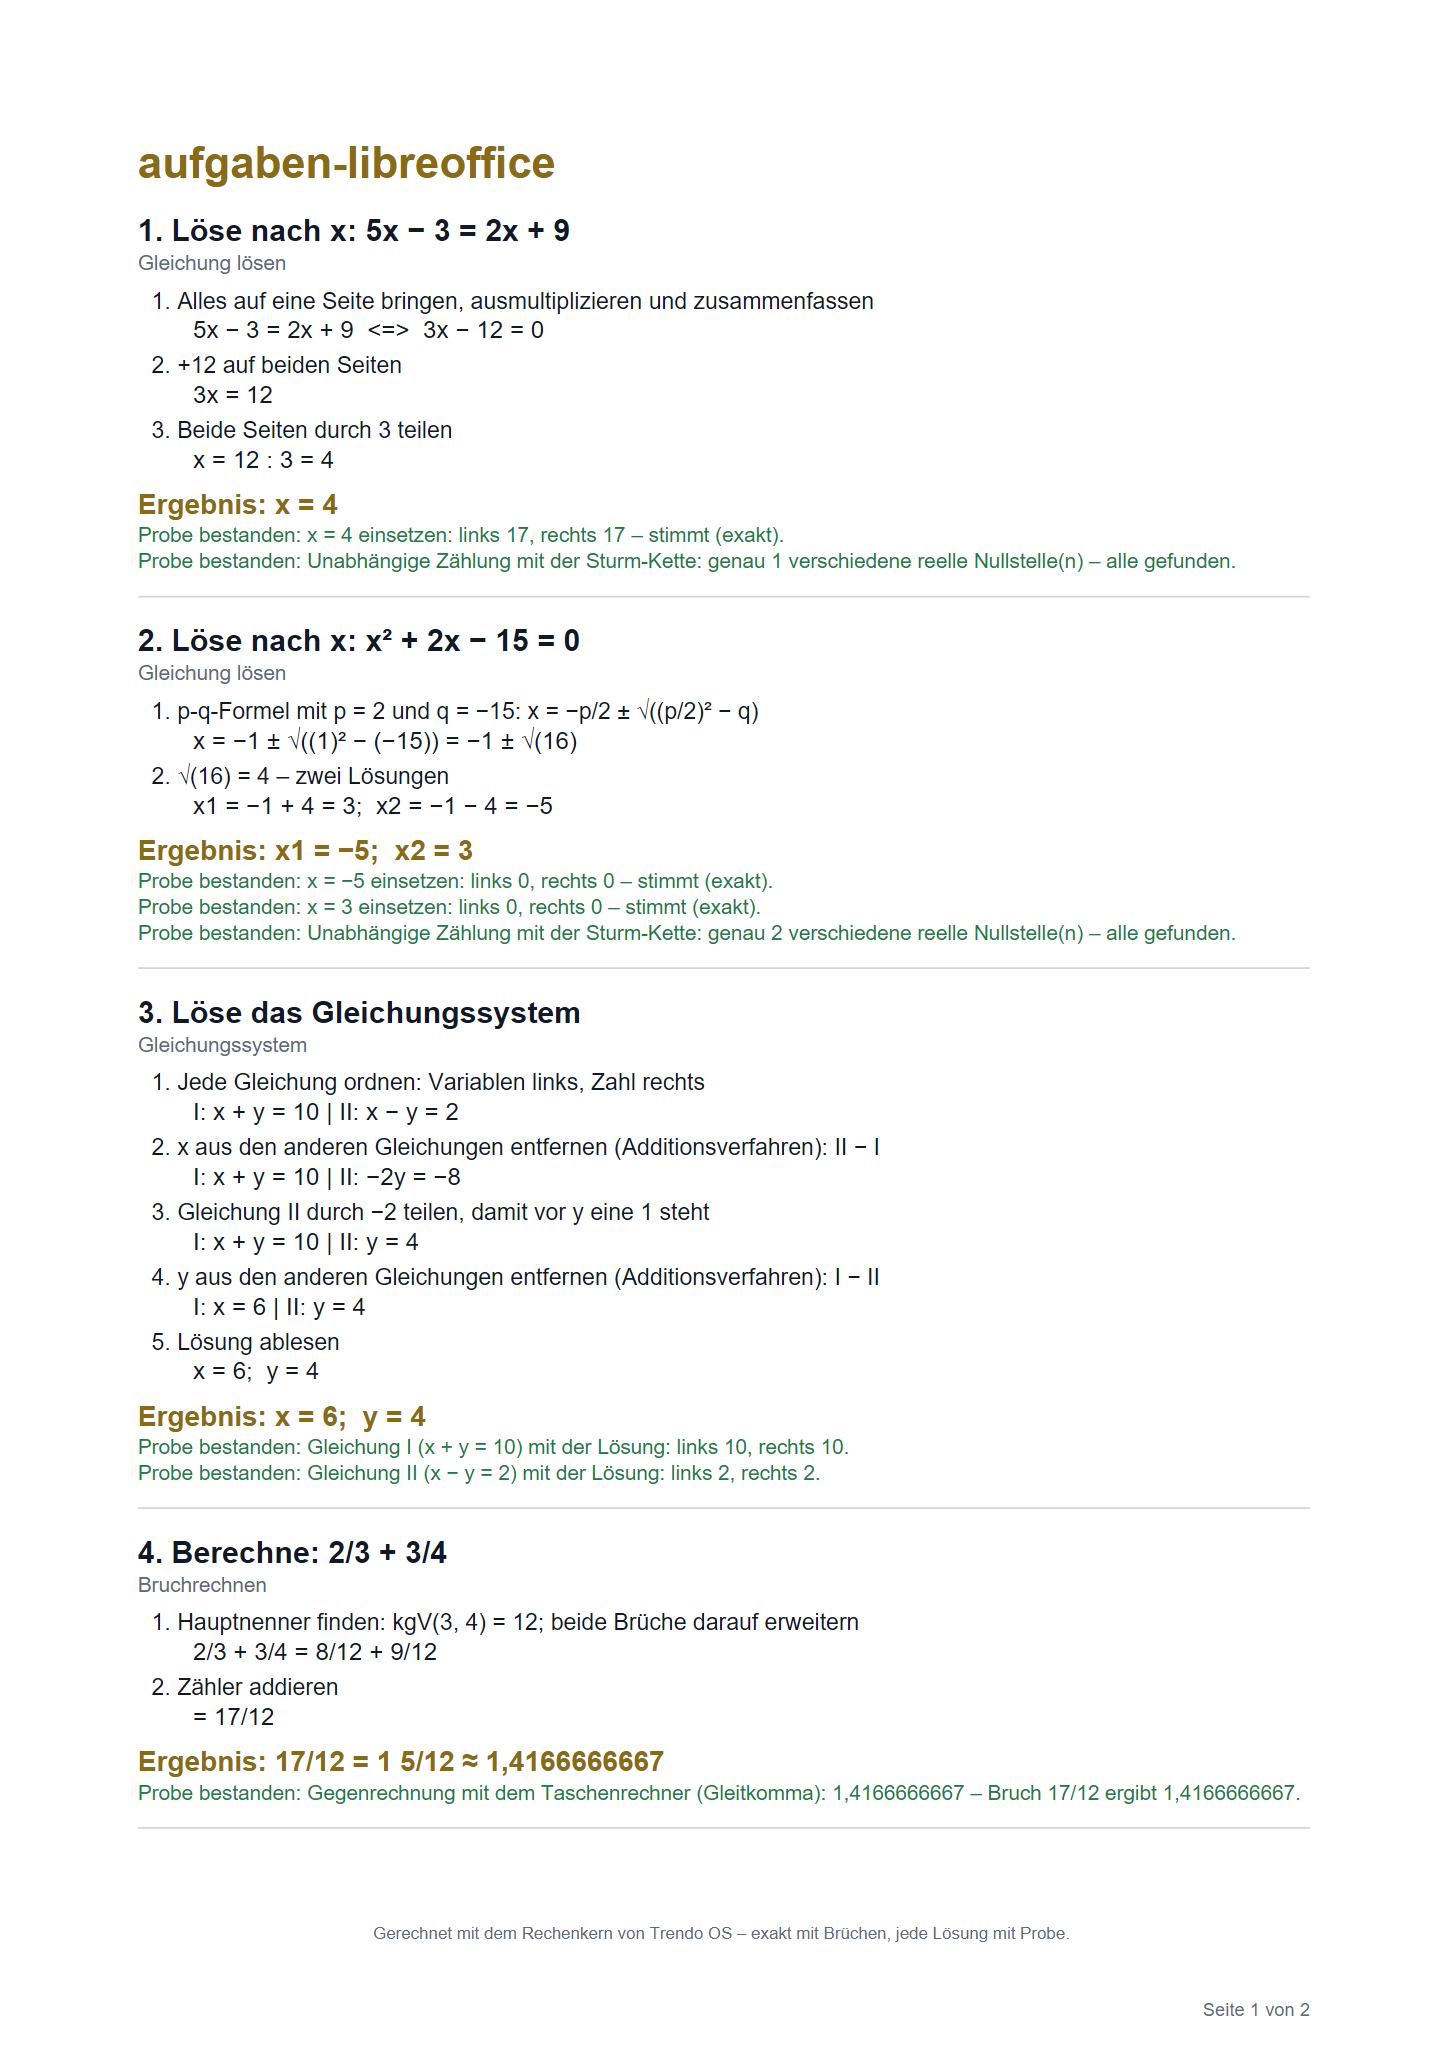 aufgaben-libreoffice
1. Löse nach x: 5x − 3 = 2x + 9
Gleichung lösen
1. Alles auf eine Seite bringen, ausmultiplizieren und zusammenfassen
5x − 3 = 2x + 9  <=>  3x − 12 = 0
2. +12 auf beiden Seiten
3x = 12
3. Beide Seiten durch 3 teilen
x = 12 : 3 = 4
Ergebnis: x = 4
Probe bestanden: x = 4 einsetzen: links 17, rechts 17 – stimmt (exakt).
Probe bestanden: Unabhängige Zählung mit der Sturm-Kette: genau 1 verschiedene reelle Nullstelle(n) – alle gefunden.
2. Löse nach x: x² + 2x − 15 = 0
Gleichung lösen
1. p-q-Formel mit p = 2 und q = −15: x = −p/2 ± √((p/2)² − q)
x = −1 ± √((1)² − (−15)) = −1 ± √(16)
2. √(16) = 4 – zwei Lösungen
x1 = −1 + 4 = 3;  x2 = −1 − 4 = −5
Ergebnis: x1 = −5;  x2 = 3
Probe bestanden: x = −5 einsetzen: links 0, rechts 0 – stimmt (exakt).
Probe bestanden: x = 3 einsetzen: links 0, rechts 0 – stimmt (exakt).
Probe bestanden: Unabhängige Zählung mit der Sturm-Kette: genau 2 verschiedene reelle Nullstelle(n) – alle gefunden.
3. Löse das Gleichungssystem
Gleichungssystem
1. Jede Gleichung ordnen: Variablen links, Zahl rechts
I: x + y = 10 | II: x − y = 2
2. x aus den anderen Gleichungen entfernen (Additionsverfahren): II − I
I: x + y = 10 | II: −2y = −8
3. Gleichung II durch −2 teilen, damit vor y eine 1 steht
I: x + y = 10 | II: y = 4
4. y aus den anderen Gleichungen entfernen (Additionsverfahren): I − II
I: x = 6 | II: y = 4
5. Lösung ablesen
x = 6;  y = 4
Ergebnis: x = 6;  y = 4
Probe bestanden: Gleichung I (x + y = 10) mit der Lösung: links 10, rechts 10.
Probe bestanden: Gleichung II (x − y = 2) mit der Lösung: links 2, rechts 2.
4. Berechne: 2/3 + 3/4
Bruchrechnen
1. Hauptnenner finden: kgV(3, 4) = 12; beide Brüche darauf erweitern
2/3 + 3/4 = 8/12 + 9/12
2. Zähler addieren
= 17/12
Ergebnis: 17/12 = 1 5/12 ≈ 1,4166666667
Probe bestanden: Gegenrechnung mit dem Taschenrechner (Gleitkomma): 1,4166666667 – Bruch 17/12 ergibt 1,4166666667.
Gerechnet mit dem Rechenkern von Trendo OS – exakt mit Brüchen, jede Lösung mit Probe.
Seite 1 von 2